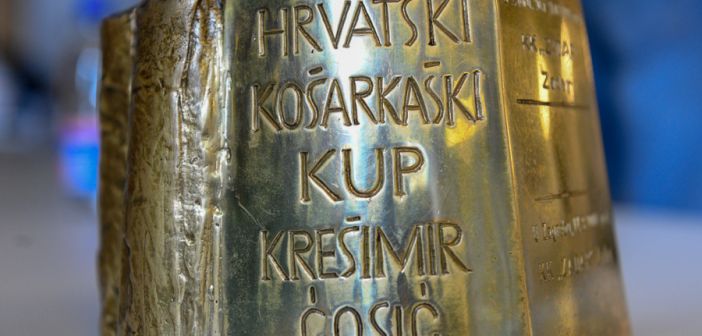 HRVATSKI
KOŠARKAŠKI
KUP
KREŠIMIR
ĆOSIĆ